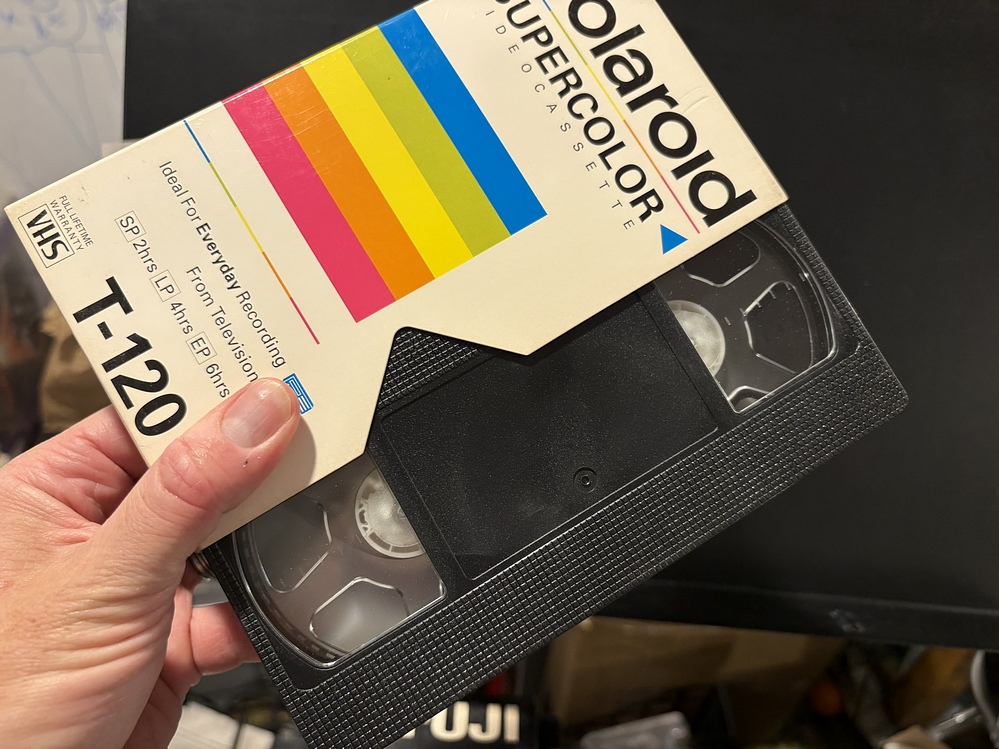 olaroid
SUPERCOLOR
VIDEOCASSETTE
Ideal For Everyday Recording
From Television
SP 2hrs LP 4hrs EP 6hrs
T-120
FULL LIFETIME
WARRANTY
VHS
UJI